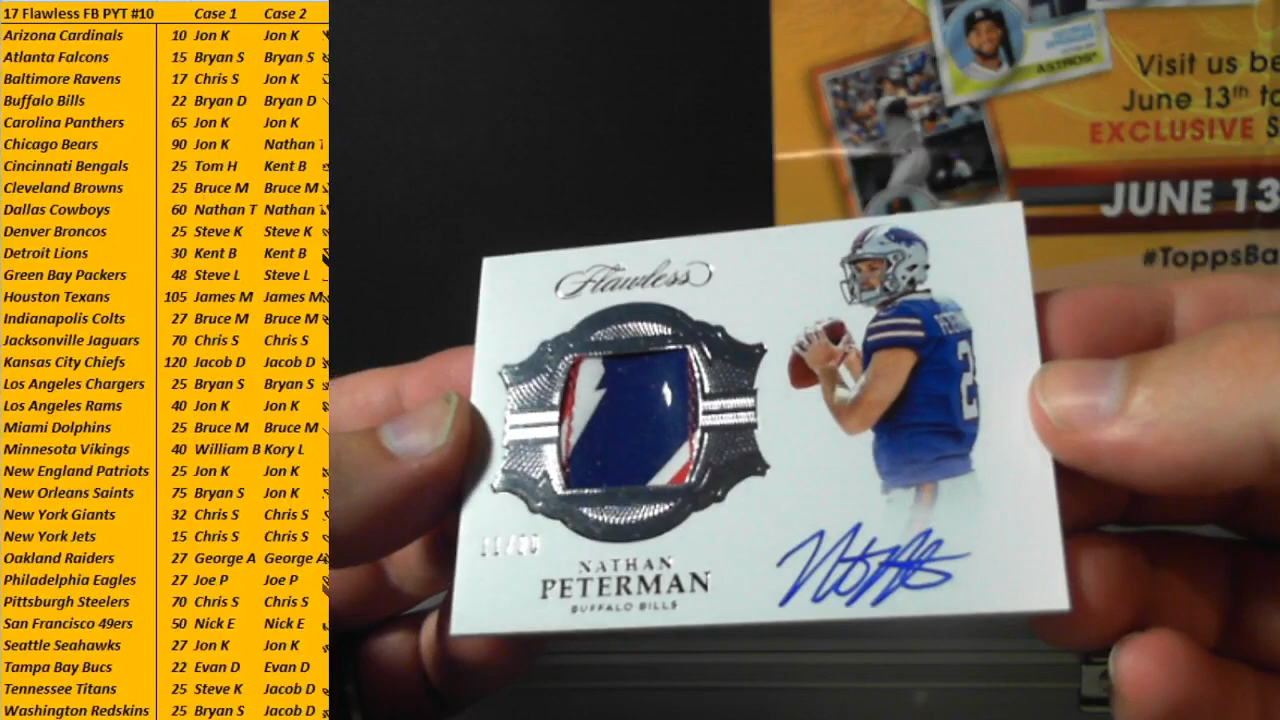 17 Flawless FB PYT #10 Case 1 Case 2
Arizona Cardinals 10 Jon K Jon K
Atlanta Falcons 15 Bryan S Bryan S
Baltimore Ravens 17 Chris S Jon K
Buffalo Bills 22 Bryan D Bryan D
Carolina Panthers 65 Jon K Jon K
Chicago Bears 90 Jon K Nathan
Cincinnati Bengals 25 Tom H Kent B
Cleveland Browns 25 Bruce M Bruce M
Dallas Cowboys 60 Nathan T Nathan
Denver Broncos 25 Steve K Steve K
Detroit Lions 30 Kent B Kent B
Green Bay Packers 48 Steve L Steve L
Houston Texans 105 James M James M
Indianapolis Colts 27 Bruce M Bruce M
Jacksonville Jaguars 70 Chris S Chris S
Kansas City Chiefs 120 Jacob D Jacob D
Los Angeles Chargers 25 Bryan S Bryan S
Los Angeles Rams 40 Jon K Jon K
Miami Dolphins 25 Bruce M Bruce M
Minnesota Vikings 40 William B Kory L
New England Patriots 25 Jon K Jon K
New Orleans Saints 75 Bryan S Jon K
New York Giants 32 Chris S Chris S
New York Jets 15 Chris S Chris S
Oakland Raiders 27 George A George A
Philadelphia Eagles 27 Joe P Joe P
Pittsburgh Steelers 70 Chris S Chris S
San Francisco 49ers 50 Nick E Nick E
Seattle Seahawks 27 Jon K Jon K
Tampa Bay Bucs 22 Evan D Evan D
Tennessee Titans 25 Steve K Jacob D
Washington Redskins 25 Bryan S Jacob D
ASTROS
Visit us be
June 13th to
EXCLUSIVE S
JUNE 13
#ToppsBa
Flawless
NATHAN
PETERMAN
BUFFALO BILLS